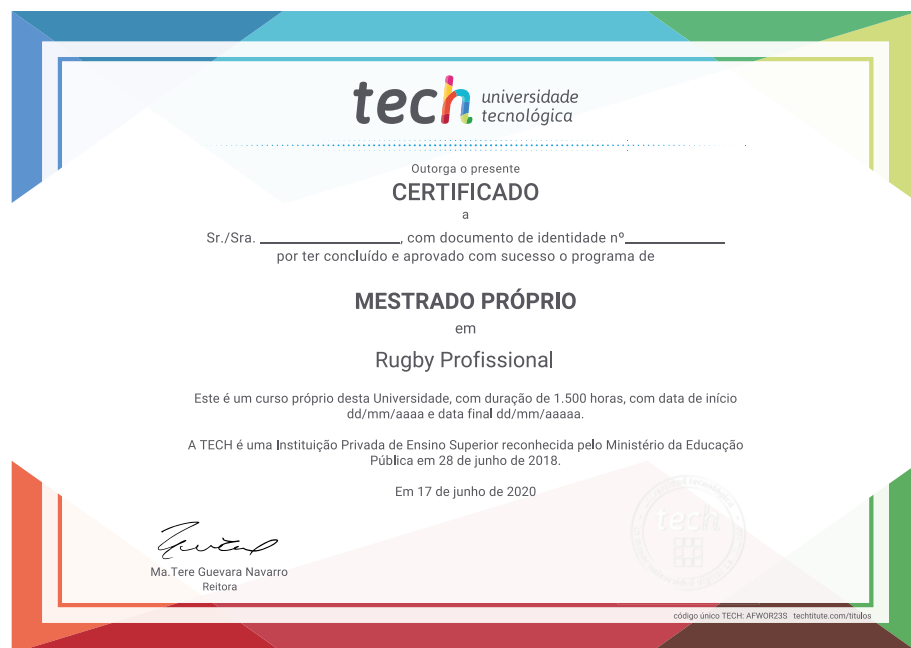 tech universidade
tecnológica
Outorga o presente
CERTIFICADO
a
Sr./Sra. ____________________, com documento de identidade nº______________
por ter concluído e aprovado com sucesso o programa de
MESTRADO PRÓPRIO
em
Rugby Profissional
Este é um curso próprio desta Universidade, com duração de 1.500 horas, com data de início
dd/mm/aaaa e data final dd/mm/aaaaa.
A TECH é uma Instituição Privada de Ensino Superior reconhecida pelo Ministério da Educação
Pública em 28 de junho de 2018.
Em 17 de junho de 2020
tech
Ma.Tere Guevara Navarro
Reitora
código único TECH: AFWOR23S techtitute.com/titulos